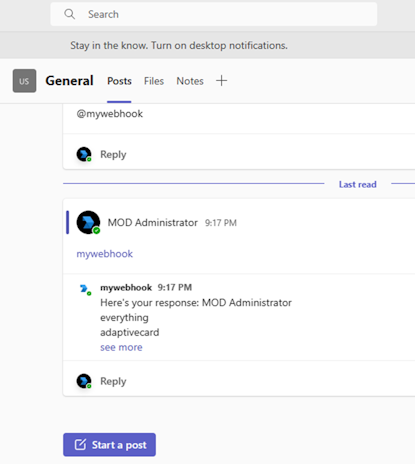 Search
Stay in the know. Turn on desktop notifications.
US General Posts Files Notes
@mywebhook
Reply
Last read
MOD Administrator 9:17 PM
mywebhook
mywebhook 9:17 PM
Here's your response: MOD Administrator
everything
adaptivecard
see more
Reply
Start a post